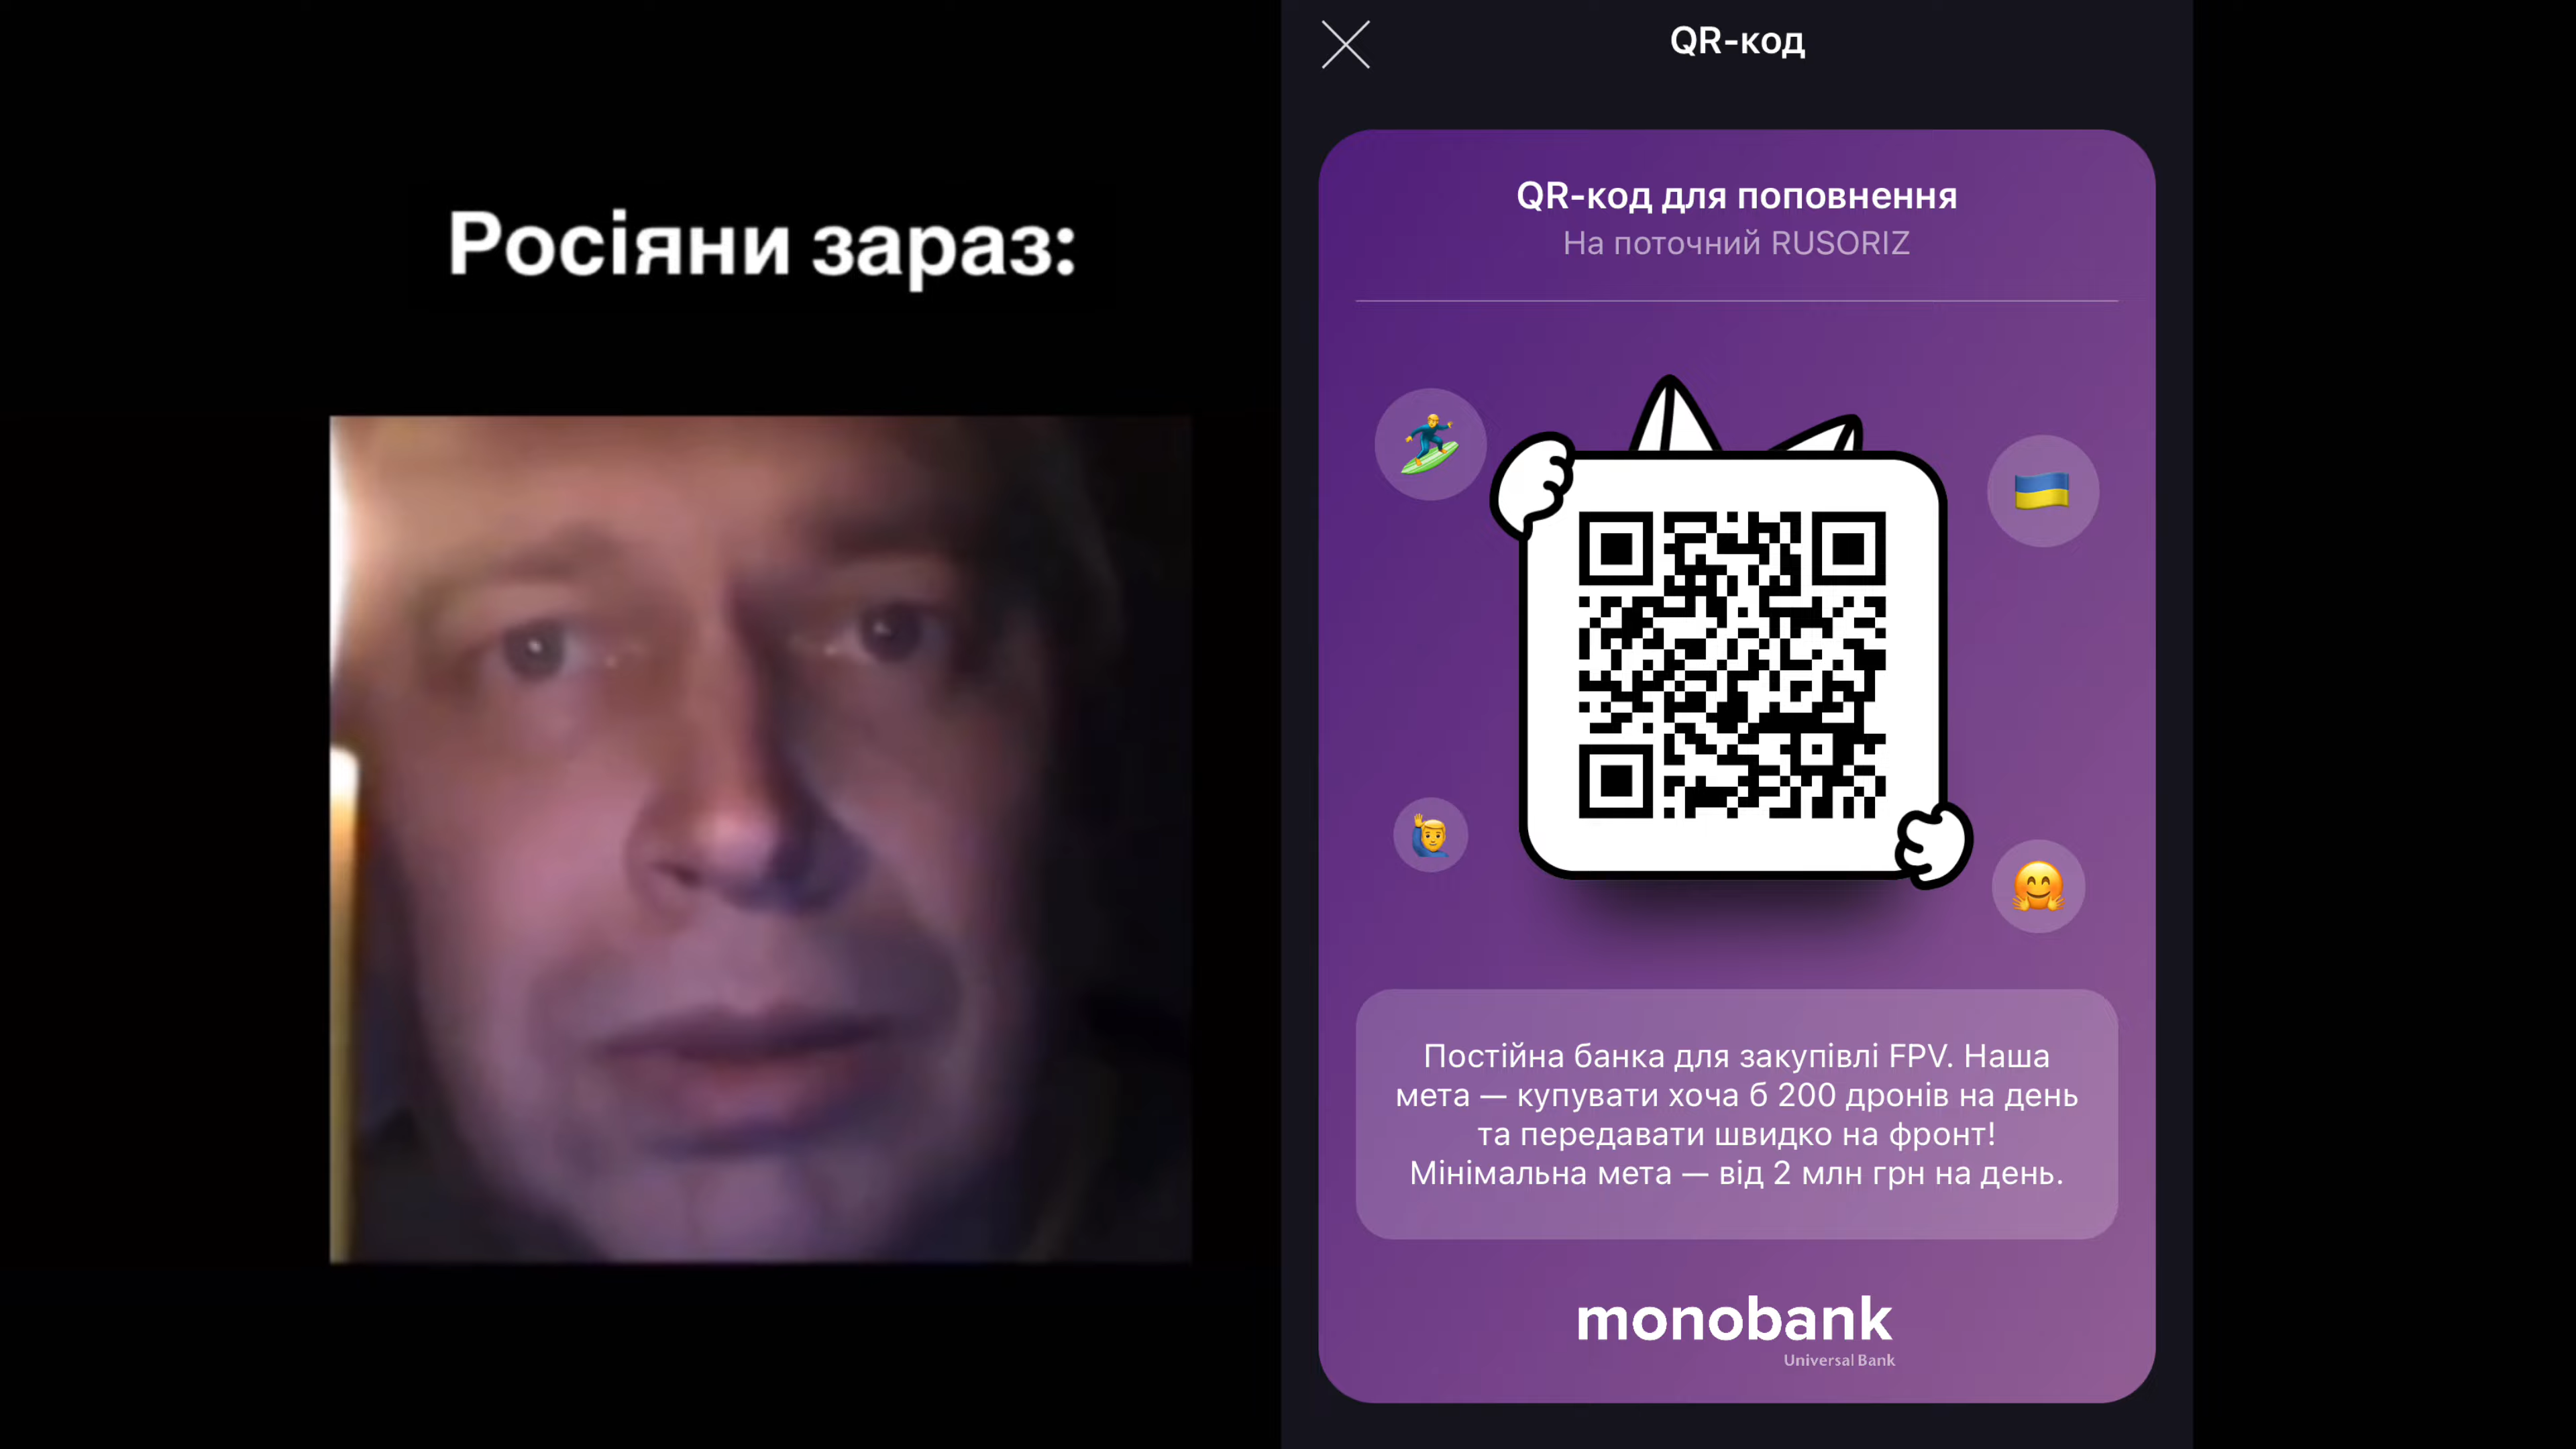 Росіяни зараз:
QR-код
QR-код для поповнення
На поточний RUSORIZ
Постійна банка для закупівлі FPV. Наша
мета — купувати хоча б 200 дронів на день
та передавати швидко на фронт!
Мінімальна мета — від 2 млн грн на день.
monobank
Universal Bank